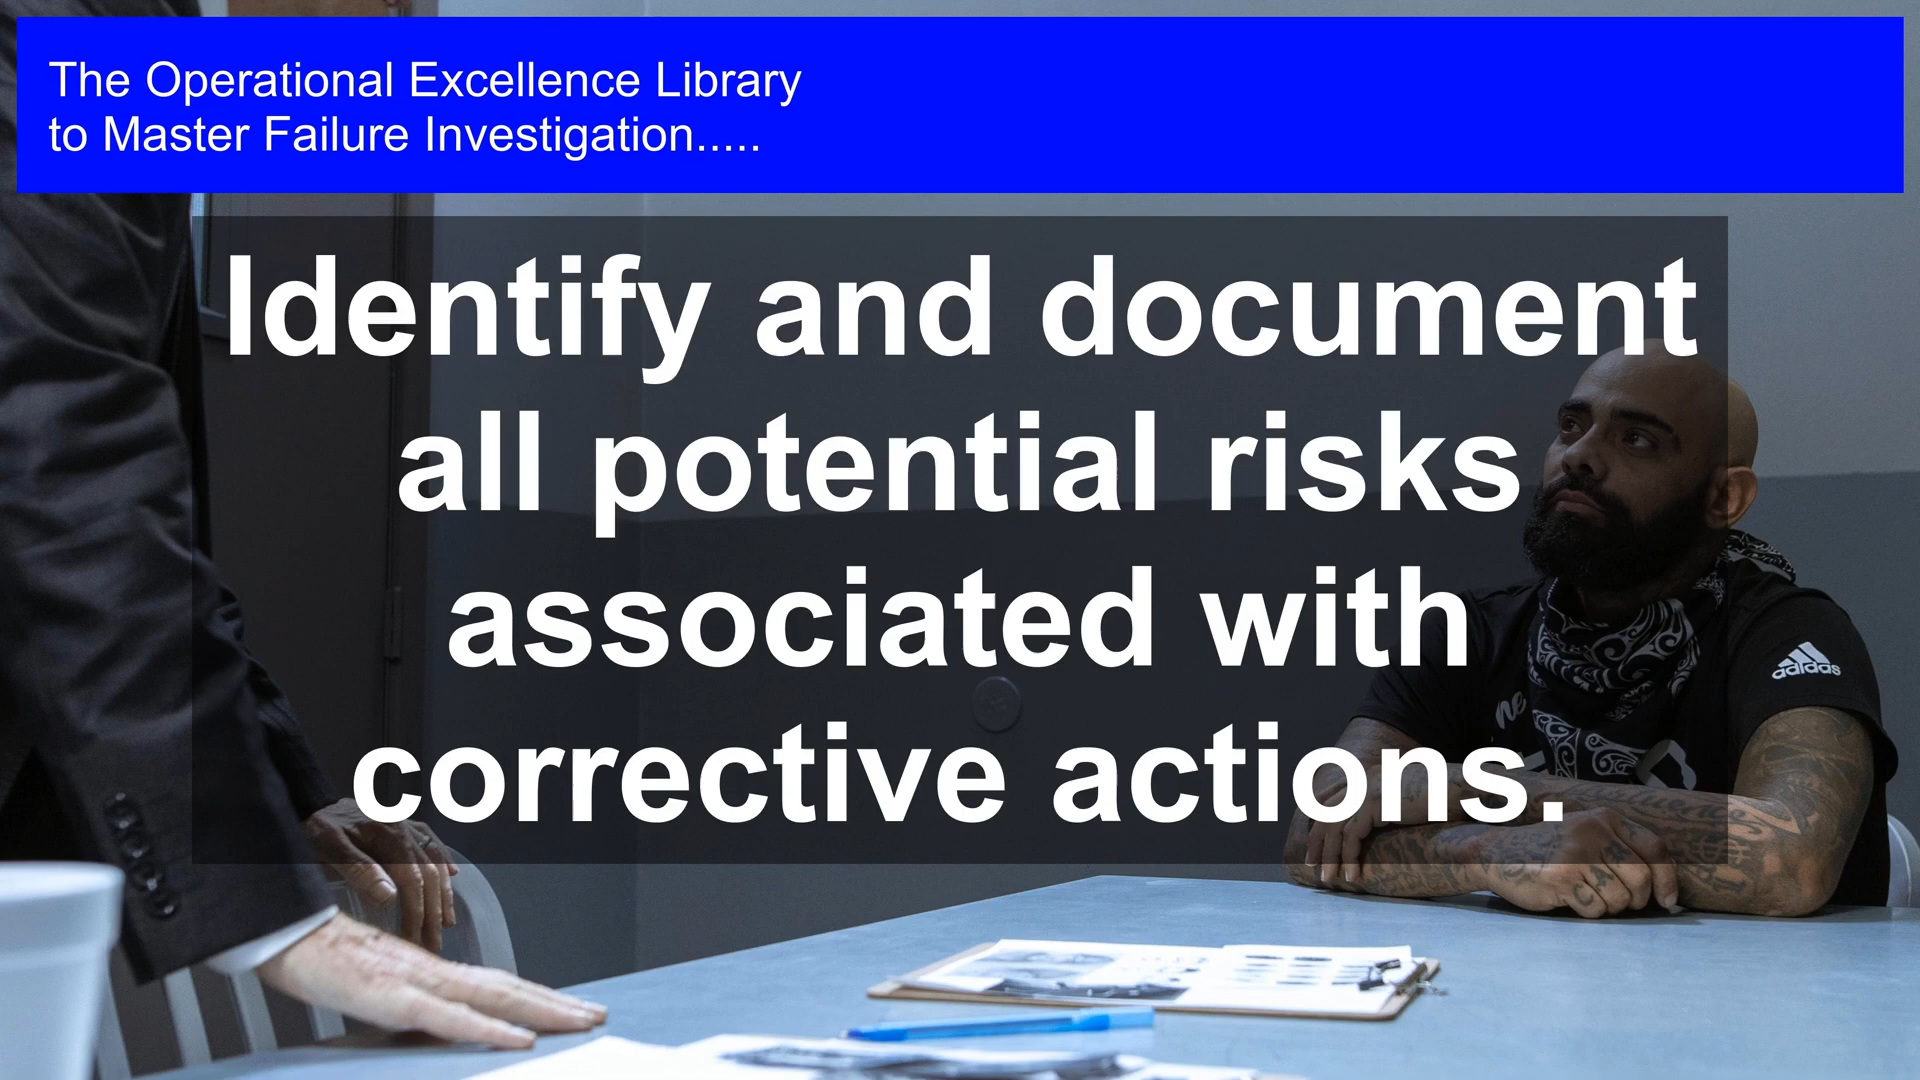 The Operational Excellence Library
to Master Failure Investigation.....
Identify and document
all potential risks
associated with
corrective actions.
adidas